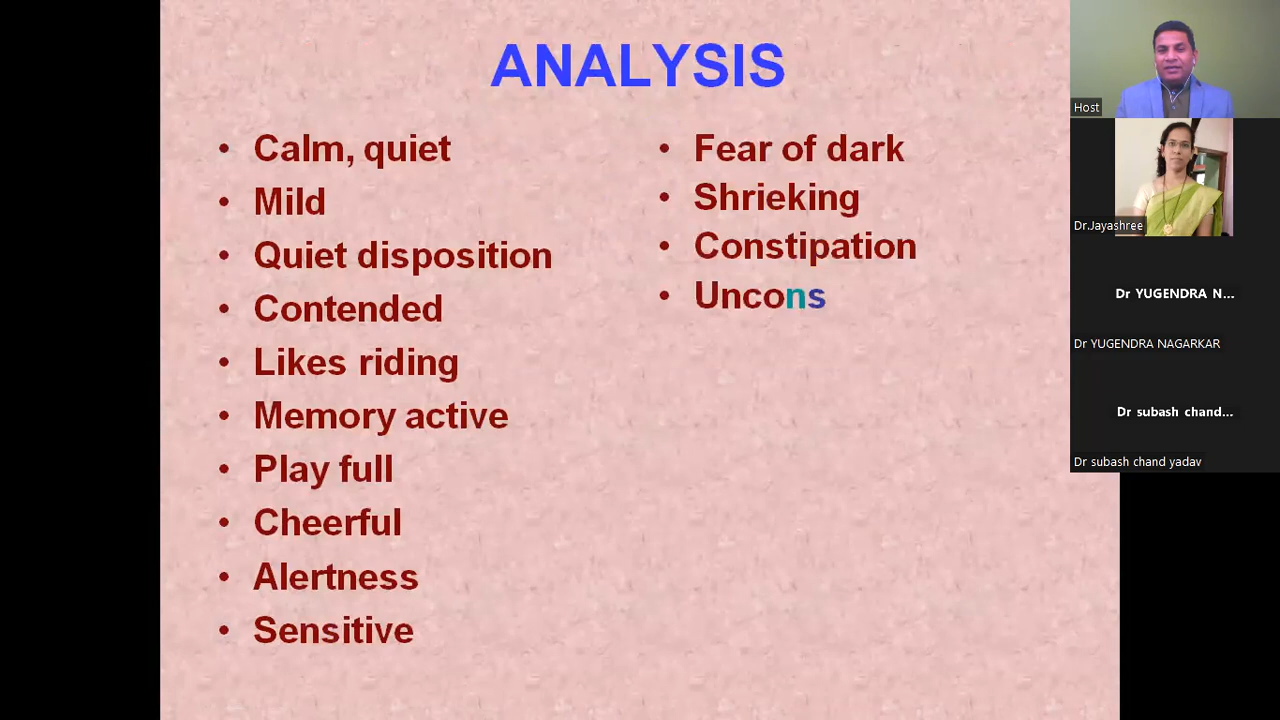 ANALYSIS
• Calm, quiet
• Mild
• Quiet disposition
• Contended
• Likes riding
• Memory active
• Play full
• Cheerful
• Alertness
• Sensitive
• Fear of dark
• Shrieking
• Constipation
• Uncons
Host
Dr.Jayashree
Dr YUGENDRA N...
Dr YUGENDRA NAGARKAR
Dr subash chand...
Dr subash chand yadav